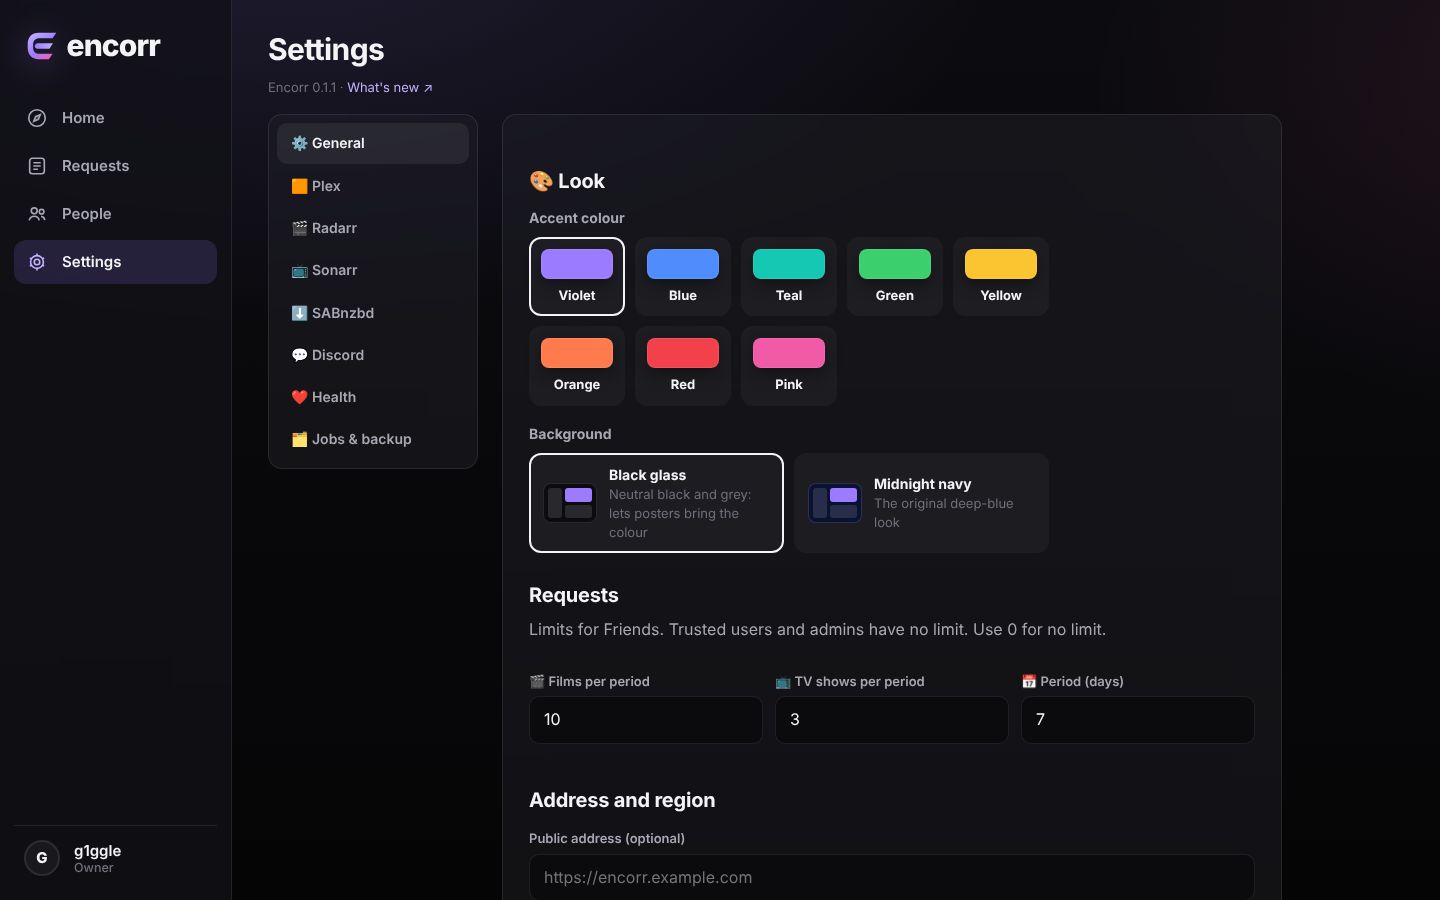 encorr
Home
Requests
People
Settings
G
g1ggle
Owner
Settings
Encorr 0.1.1 · What's new ↗
⚙️ General
🟧 Plex
🎬 Radarr
📺 Sonarr
⬇️ SABnzbd
💬 Discord
❤️ Health
🗂️ Jobs & backup
🎨 Look
Accent colour
Violet
Blue
Teal
Green
Yellow
Orange
Red
Pink
Background
Black glass
Neutral black and grey:
lets posters bring the
colour
Midnight navy
The original deep-blue
look
Requests
Limits for Friends. Trusted users and admins have no limit. Use 0 for no limit.
🎬 Films per period
10
📺 TV shows per period
3
📅 Period (days)
7
Address and region
Public address (optional)
https://encorr.example.com